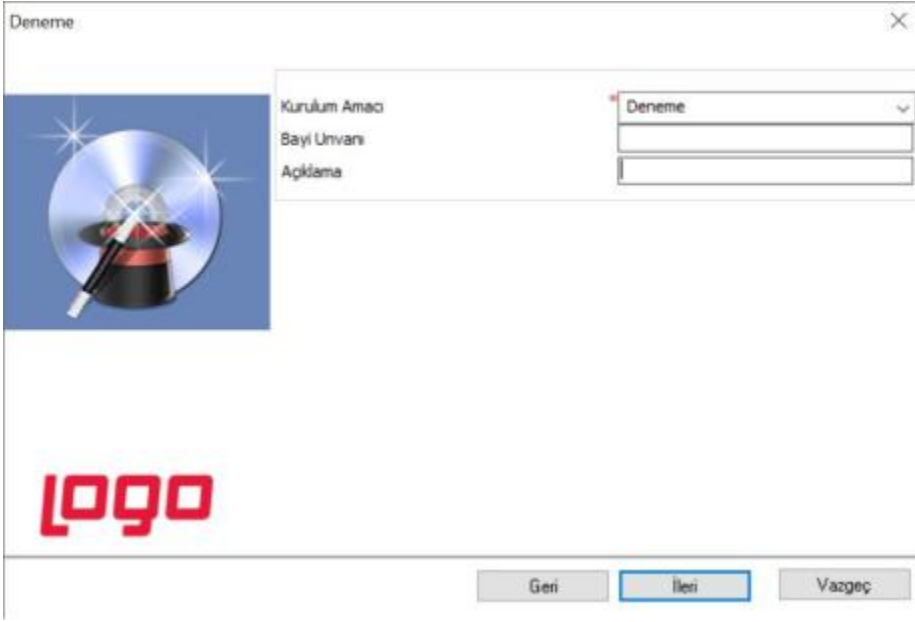 Deneme
Kurulum Amacı * Deneme
Bayi Unvanı
Açıklama
LOGO
Geri İleri Vazgeç